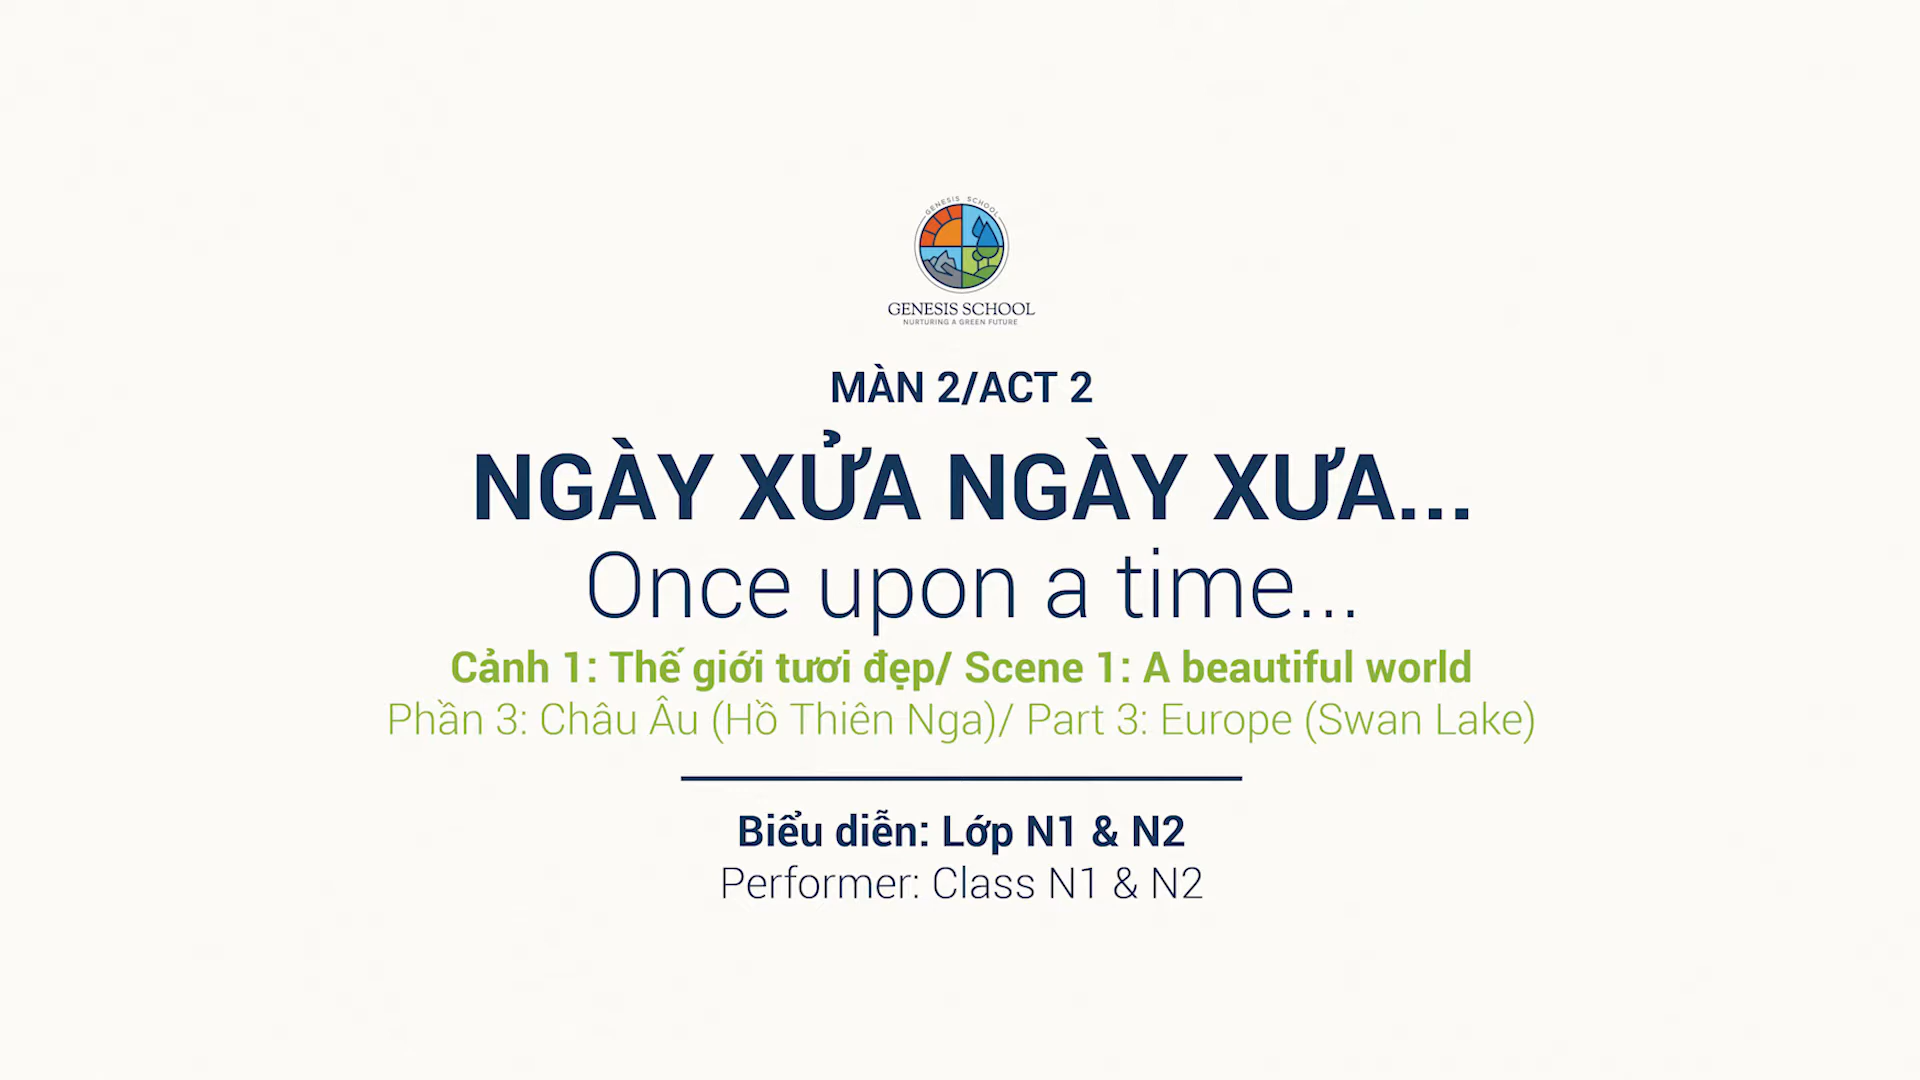 GENESIS SCHOOL
GENESIS SCHOOL
NURTURING A GREEN FUTURE
MÀN 2/ACT 2
NGÀY XỬA NGÀY XƯA...
Once upon a time...
Cảnh 1: Thế giới tươi đẹp/ Scene 1: A beautiful world
Phần 3: Châu Âu (Hồ Thiên Nga)/ Part 3: Europe (Swan Lake)
Biểu diễn: Lớp N1 & N2
Performer: Class N1 & N2